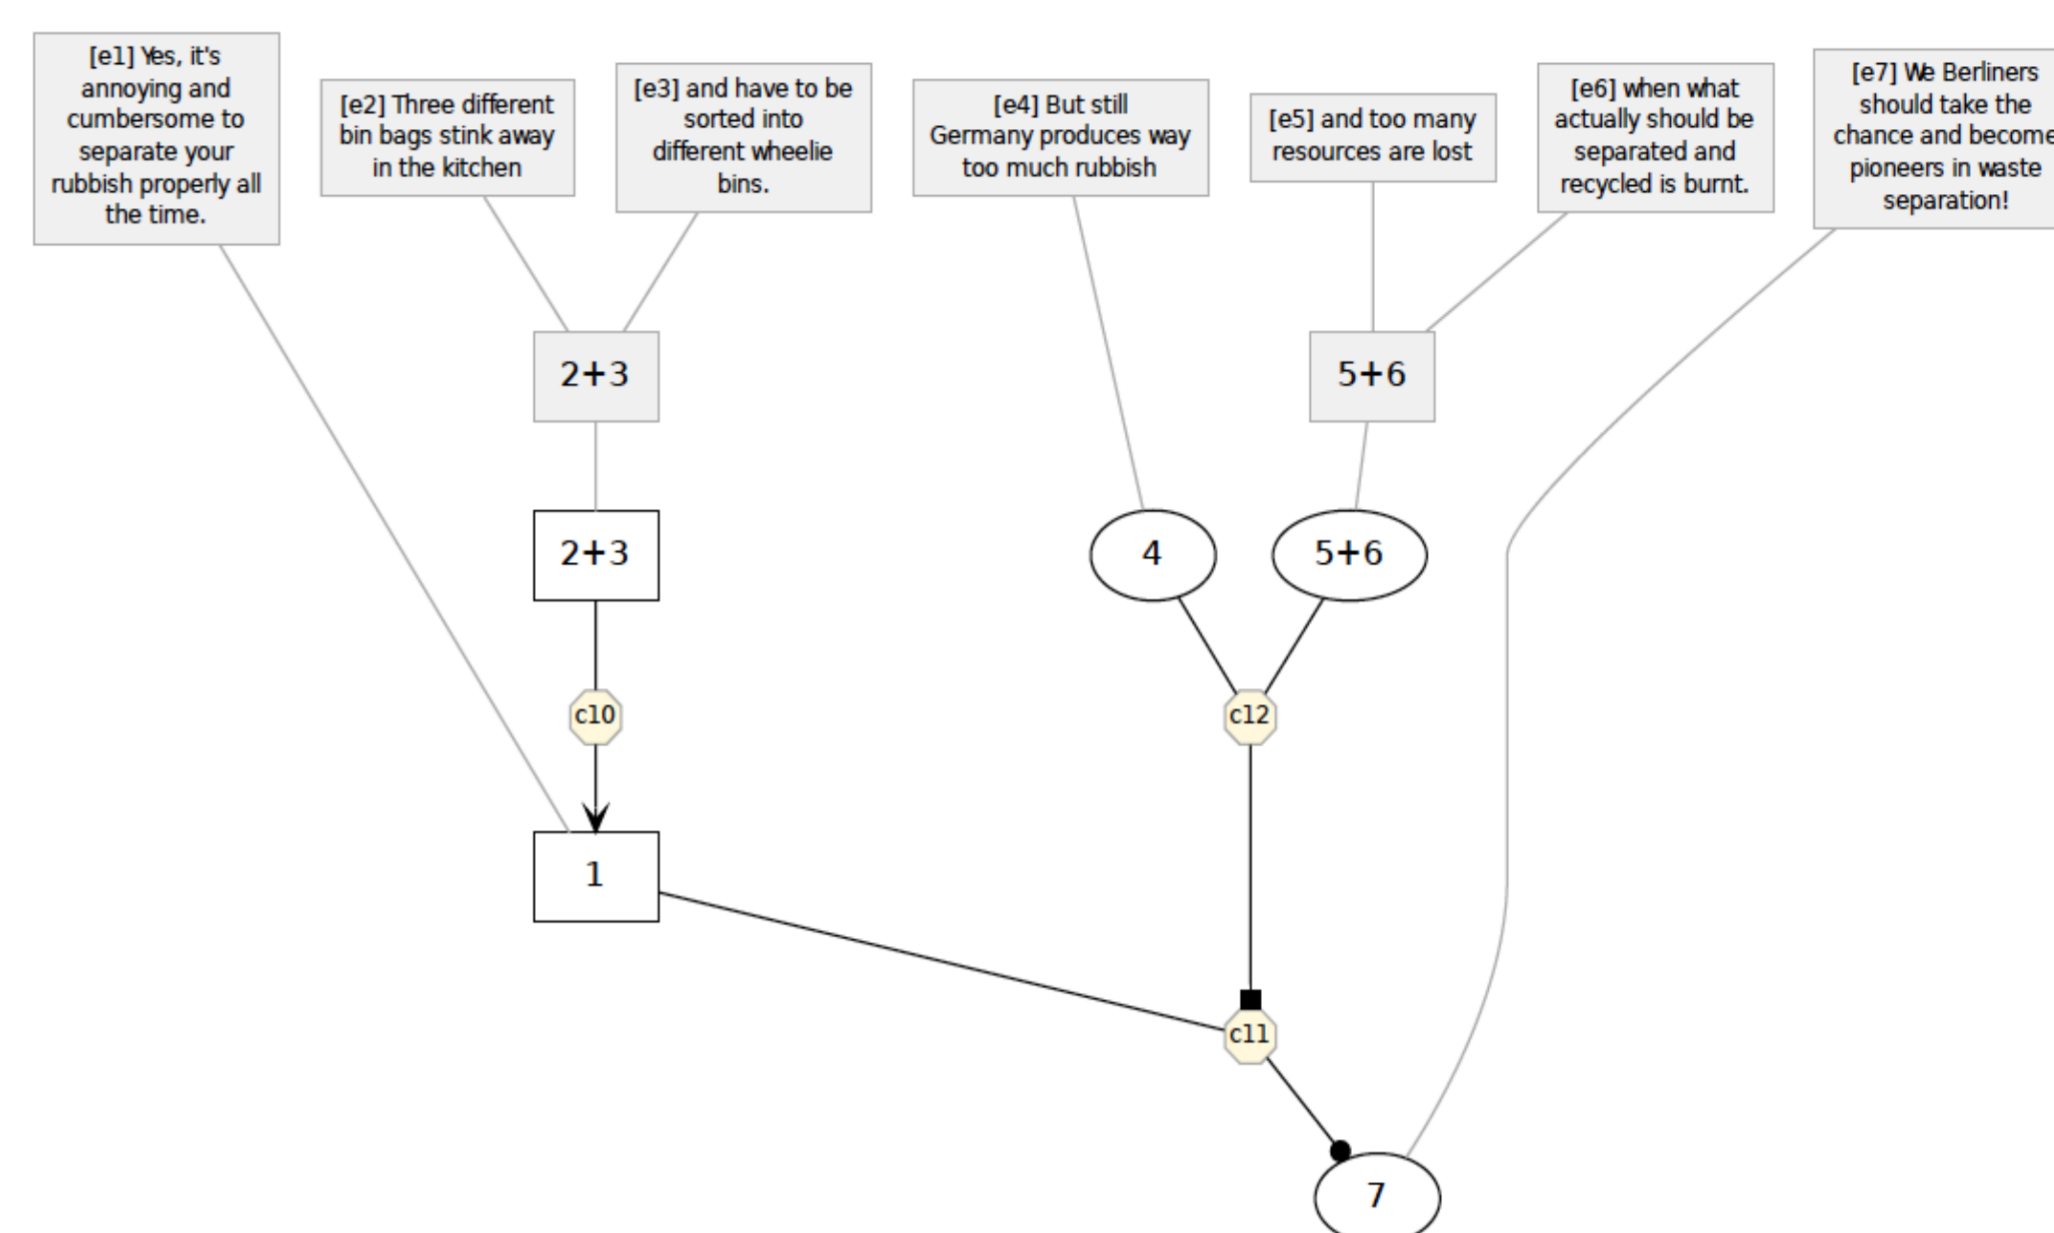 [e1] Yes, it's
annoying and
cumbersome to
separate your
rubbish properly all
the time.
[e2] Three different
bin bags stink away
in the kitchen
[e3] and have to be
sorted into
different wheelie
bins.
[e4] But still
Germany produces way
too much rubbish
[e5] and too many
resources are lost
[e6] when what
actually should be
separated and
recycled is burnt.
[e7] We Berliners
should take the
chance and become
pioneers in waste
separation!
2+3
5+6
2+3
4
5+6
c10
c12
1
c11
7